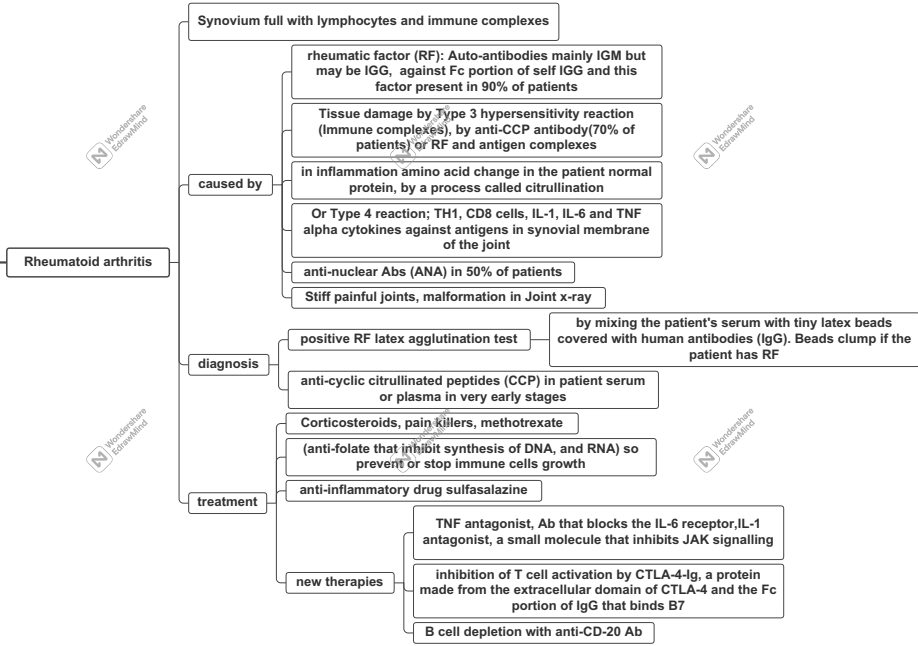 Synovium full with lymphocytes and immune complexes
rheumatic factor (RF): Auto-antibodies mainly IGM but
may be IGG, against Fc portion of self IGG and this
factor present in 90% of patients
Tissue damage by Type 3 hypersensitivity reaction
(Immune complexes), by anti-CCP antibody(70% of
patients) or RF and antigen complexes
caused by
in inflammation amino acid change in the patient normal
protein, by a process called citrullination
Or Type 4 reaction; TH1, CD8 cells, IL-1, IL-6 and TNF
alpha cytokines against antigens in synovial membrane
of the joint
Rheumatoid arthritis
anti-nuclear Abs (ANA) in 50% of patients
Stiff painful joints, malformation in Joint x-ray
diagnosis
positive RF latex agglutination test
by mixing the patient's serum with tiny latex beads
covered with human antibodies (IgG). Beads clump if the
patient has RF
anti-cyclic citrullinated peptides (CCP) in patient serum
or plasma in very early stages
Corticosteroids, pain killers, methotrexate
(anti-folate that inhibit synthesis of DNA, and RNA) so
prevent or stop immune cells growth
treatment
anti-inflammatory drug sulfasalazine
new therapies
TNF antagonist, Ab that blocks the IL-6 receptor,IL-1
antagonist, a small molecule that inhibits JAK signalling
inhibition of T cell activation by CTLA-4-Ig, a protein
made from the extracellular domain of CTLA-4 and the Fc
portion of IgG that binds B7
B cell depletion with anti-CD-20 Ab
Wondershare
EdrawMind
Wondershare
EdrawMind
Wondershare
EdrawMind
Wondershare
EdrawMind
Wondershare
EdrawMind
Wondershare
EdrawMind